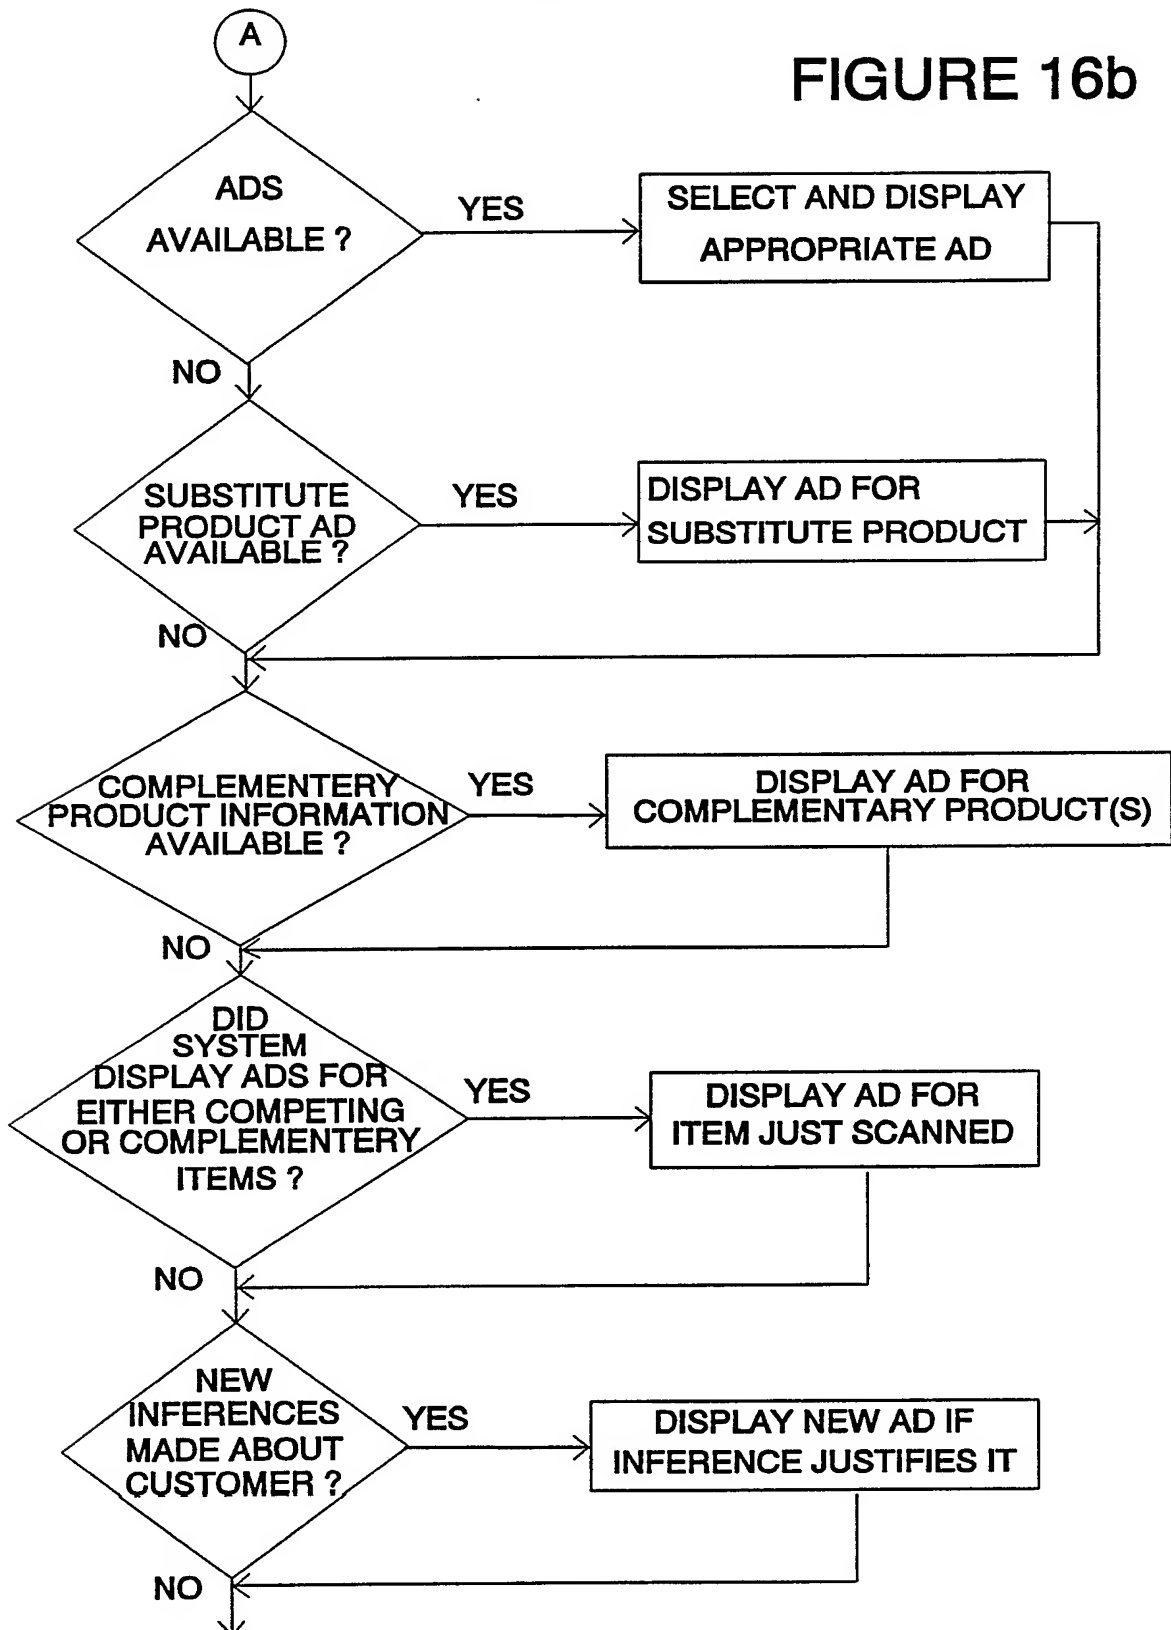 A
FIGURE 16b
ADS
AVAILABLE ?
YES
SELECT AND DISPLAY
APPROPRIATE AD
NO
SUBSTITUTE
PRODUCT AD
AVAILABLE ?
YES
DISPLAY AD FOR
SUBSTITUTE PRODUCT
NO
COMPLEMENTERY
PRODUCT INFORMATION
AVAILABLE ?
YES
DISPLAY AD FOR
COMPLEMENTARY PRODUCT(S)
NO
DID
SYSTEM
DISPLAY ADS FOR
EITHER COMPETING
OR COMPLEMENTERY
ITEMS ?
YES
DISPLAY AD FOR
ITEM JUST SCANNED
NO
NEW
INFERENCES
MADE ABOUT
CUSTOMER ?
YES
DISPLAY NEW AD IF
INFERENCE JUSTIFIES IT
NO